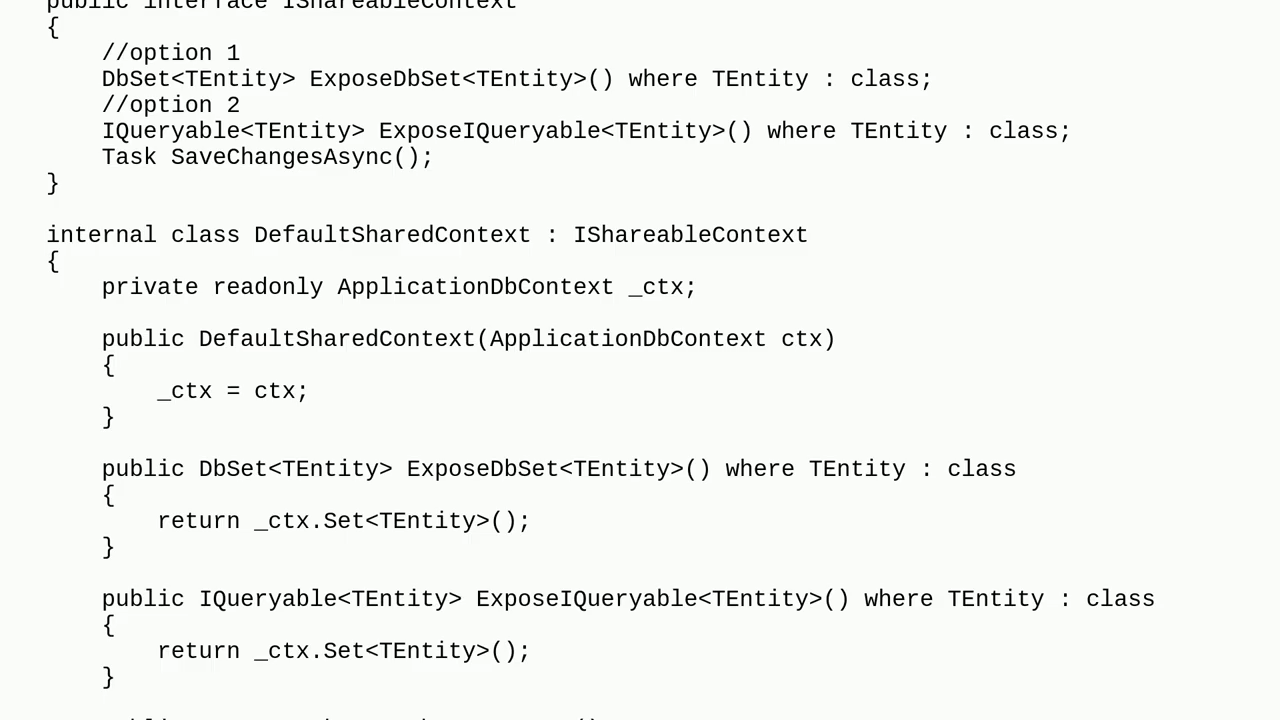 public interface IShareableContext
{
    //option 1
    DbSet<TEntity> ExposeDbSet<TEntity>() where TEntity : class;
    //option 2
    IQueryable<TEntity> ExposeIQueryable<TEntity>() where TEntity : class;
    Task SaveChangesAsync();
}

internal class DefaultSharedContext : IShareableContext
{
    private readonly ApplicationDbContext _ctx;

    public DefaultSharedContext(ApplicationDbContext ctx)
    {
        _ctx = ctx;
    }

    public DbSet<TEntity> ExposeDbSet<TEntity>() where TEntity : class
    {
        return _ctx.Set<TEntity>();
    }

    public IQueryable<TEntity> ExposeIQueryable<TEntity>() where TEntity : class
    {
        return _ctx.Set<TEntity>();
    }